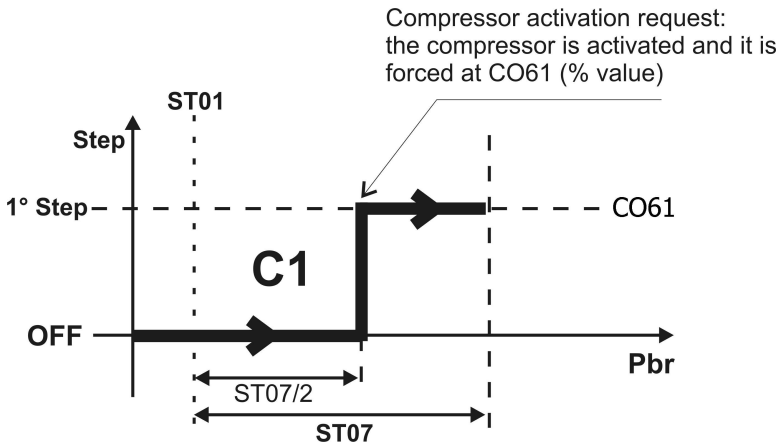 Compressor activation request:
the compressor is activated and it is
forced at CO61 (% value)
ST01
Step
1° Step
CO61
C1
OFF
Pbr
ST07/2
ST07